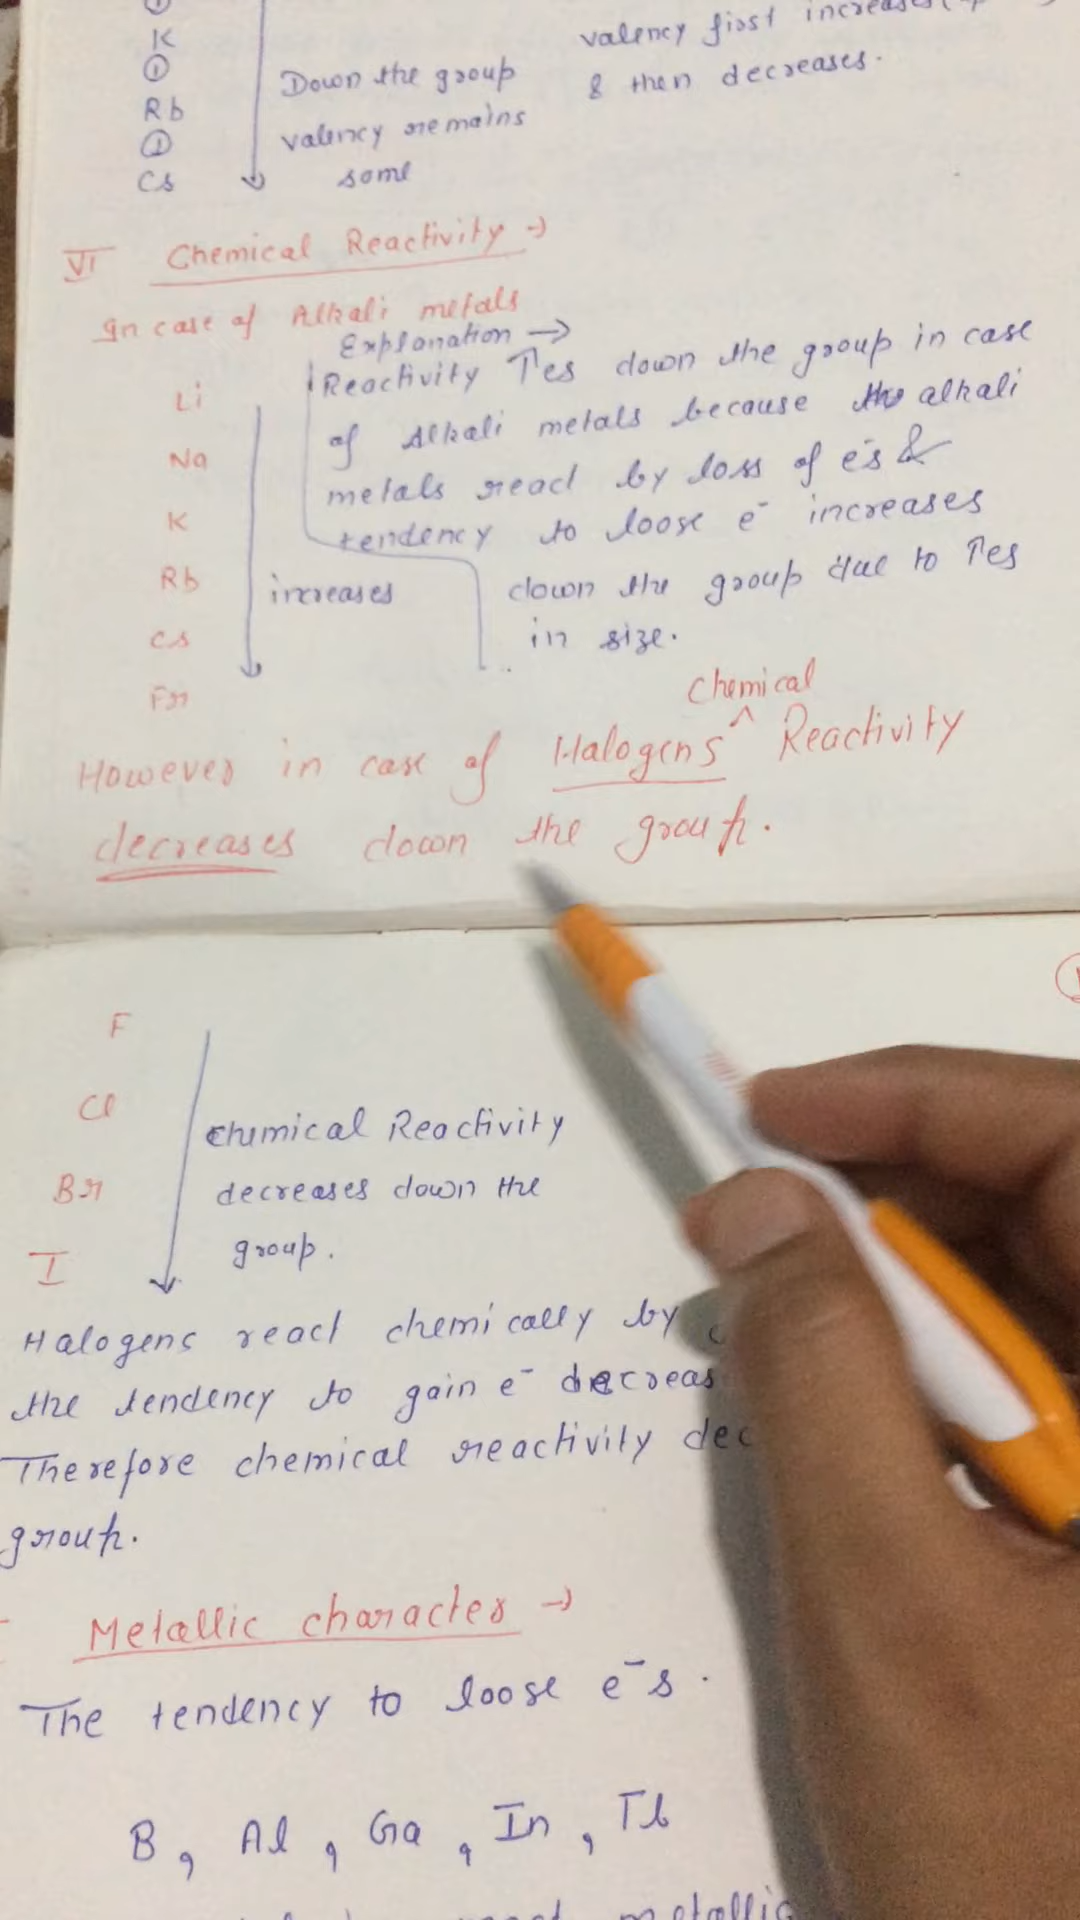 K
①
Rb
①
Cs
Down the group
valency remains
same
valency first increases
& then decreases.
VI Chemical Reactivity →
In case of Alkali metals
Explanation →
Li
Na
K
Rb
Cs
Fr
increases
Reactivity ↑es down the group in case
of Alkali metals because the alkali
metals react by loss of e⁻s &
tendency to loose e⁻ increases
down the group due to ↑es
in size.
However in case of Halogens ^ Chemical Reactivity
decreases down the group.
F
Cl
Br
I
Chemical Reactivity
decreases down the
group.
Halogens react chemically by
the tendency to gain e⁻ decreas
Therefore chemical reactivity dec
group.
Metallic character →
The tendency to loose e⁻s.
B, Al, Ga, In, Tl
metallic